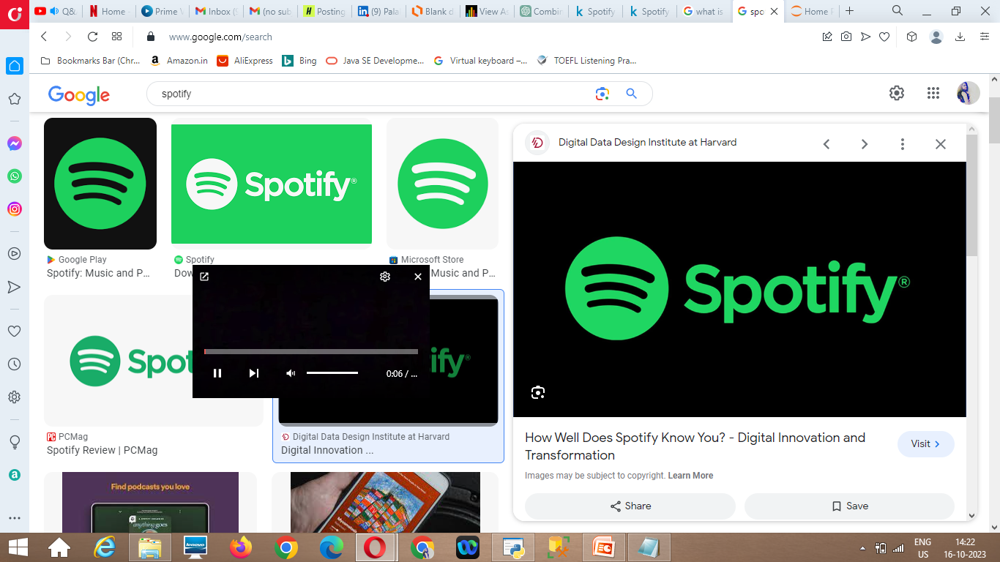 Q&
Home -
Prime V
Inbox (9
(no sub
Posting
(9) Pala
Blank d
View As
Combin
Spotify
Spotify
what is
spo
Home P
www.google.com/search
Bookmarks Bar (Chr...
Amazon.in
AliExpress
Bing
Java SE Developme...
Virtual keyboard –...
TOEFL Listening Pra...
Google
spotify
Digital Data Design Institute at Harvard
Spotify®
Spotify®
Google Play
Spotify
Microsoft Store
Spotify: Music and P...
Dow
Music and P...
Spot
ify®
0:06 / ...
PCMag
Digital Data Design Institute at Harvard
Spotify Review | PCMag
Digital Innovation ...
How Well Does Spotify Know You? - Digital Innovation and
Transformation
Visit
Images may be subject to copyright. Learn More
Share
Save
Find podcasts you love
anything
goes
lenovo
ENG
US
14:22
16-10-2023